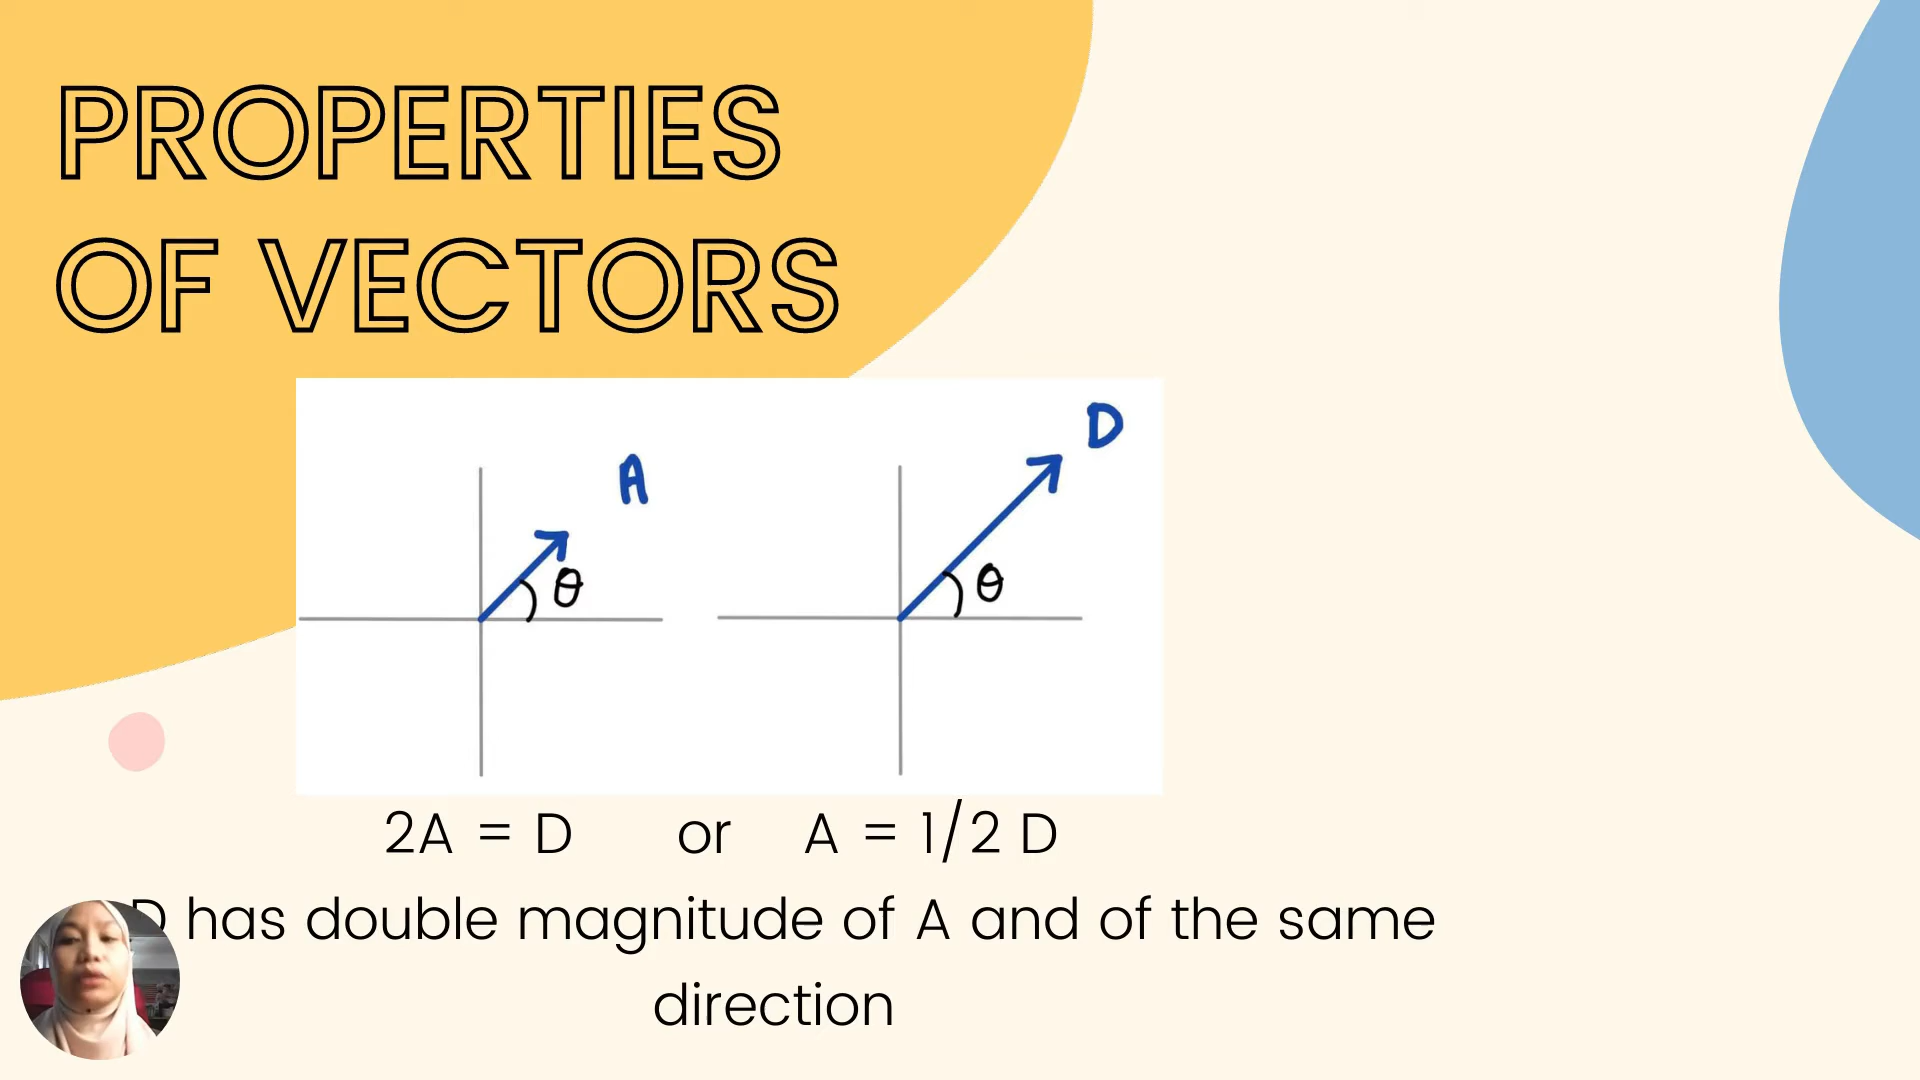 PROPERTIES
OF VECTORS
A
D
θ
θ
2A = D or A = 1/2 D
D has double magnitude of A and of the same
direction